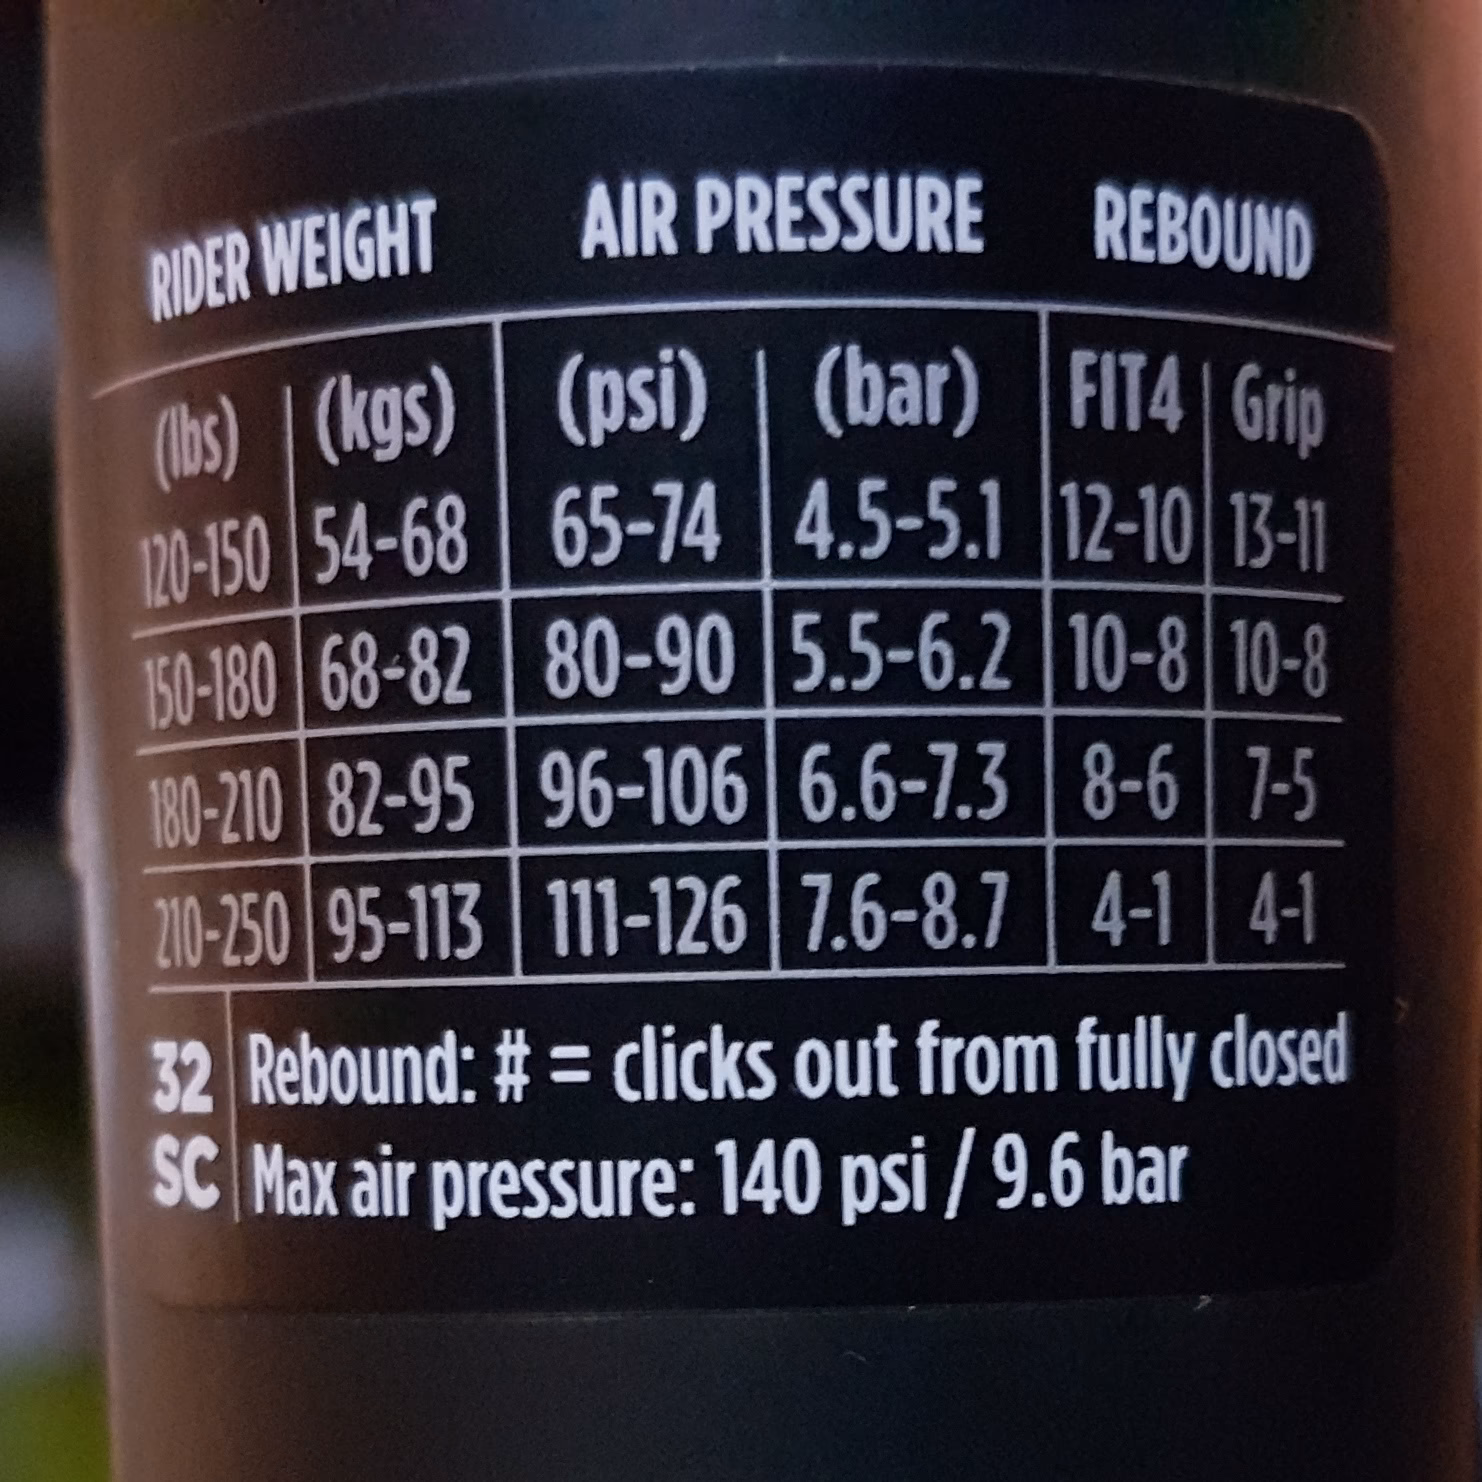 RIDER WEIGHT AIR PRESSURE REBOUND
(lbs) (kgs) (psi) (bar) FIT4 Grip
120-150 54-68 65-74 4.5-5.1 12-10 13-11
150-180 68-82 80-90 5.5-6.2 10-8 10-8
180-210 82-95 96-106 6.6-7.3 8-6 7-5
210-250 95-113 111-126 7.6-8.7 4-1 4-1
32 Rebound: # = clicks out from fully closed
SC Max air pressure: 140 psi / 9.6 bar